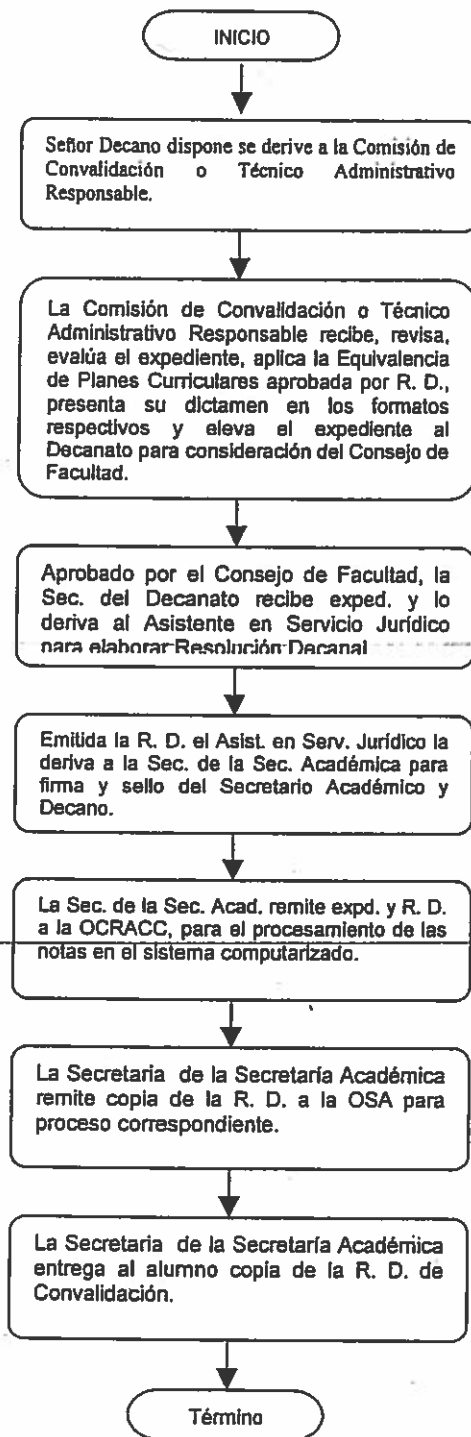 INICIO
Señor Decano dispone se derive a la Comisión de
Convalidación o Técnico Administrativo
Responsable.
La Comisión de Convalidación o Técnico
Administrativo Responsable recibe, revisa,
evalúa el expediente, aplica la Equivalencia
de Planes Curriculares aprobada por R. D.,
presenta su dictamen en los formatos
respectivos y eleva el expediente al
Decanato para consideración del Consejo de
Facultad.
Aprobado por el Consejo de Facultad, la
Sec. del Decanato recibe exped. y lo
deriva al Asistente en Servicio Jurídico
para elaborar Resolución Decanal
Emitida la R. D. el Asist. en Serv. Jurídico la
deriva a la Sec. de la Sec. Académica para
firma y sello del Secretario Académico y
Decano.
La Sec. de la Sec. Acad. remite expd. y R. D.
a la OCRACC, para el procesamiento de las
notas en el sistema computarizado.
La Secretaria de la Secretaría Académica
remite copia de la R. D. a la OSA para
proceso correspondiente.
La Secretaria de la Secretaría Académica
entrega al alumno copia de la R. D. de
Convalidación.
Término